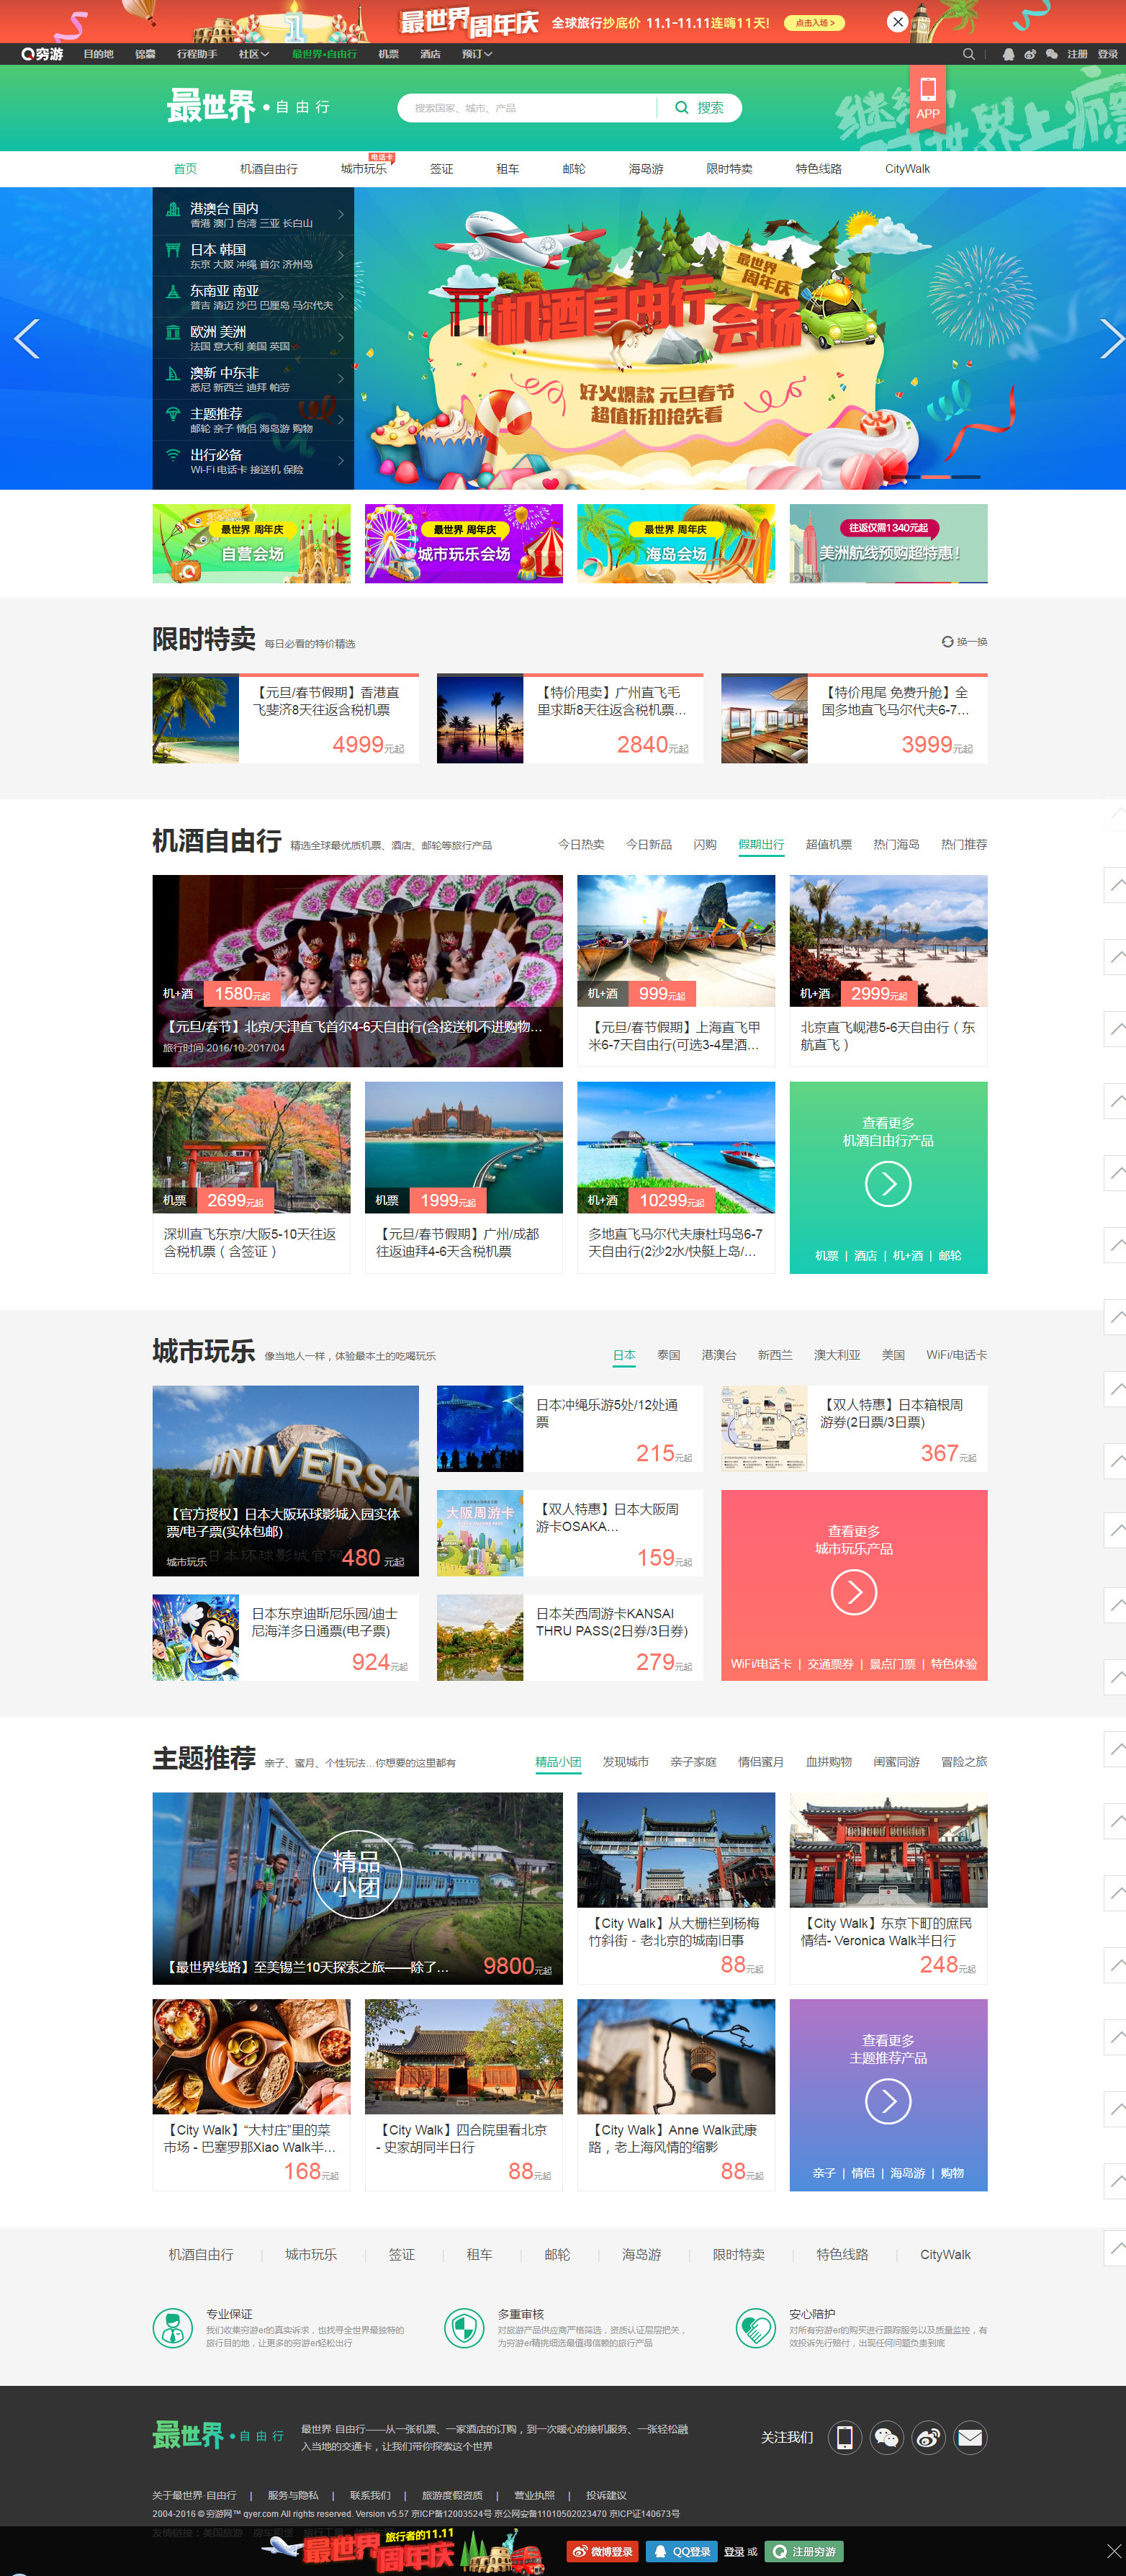 最世界周年庆 全球旅行抄底价 11.1-11.11连嗨11天! 点击入场 >
穷游 目的地 锦囊 行程助手 社区 最世界·自由行 机票 酒店 预订 注册 登录
最世界·自由行 搜索国家、城市、产品 搜索 APP
电话卡
首页 机酒自由行 城市玩乐 签证 租车 邮轮 海岛游 限时特卖 特色线路 CityWalk
港澳台 国内
香港 澳门 台湾 三亚 长白山
日本 韩国
东京 大阪 冲绳 首尔 济州岛
东南亚 南亚
普吉 清迈 沙巴 巴厘岛 马尔代夫
欧洲 美洲
法国 意大利 美国 英国
澳新 中东非
悉尼 新西兰 迪拜 帕劳
主题推荐
邮轮 亲子 情侣 海岛游 购物
出行必备
Wi-Fi 电话卡 接送机 保险
最世界
周年庆
机酒自由行会场
好火爆款 元旦春节
超值折扣抢先看
最世界 周年庆
自营会场
最世界 周年庆
城市玩乐会场
最世界 周年庆
海岛会场
往返仅需1340元起
美洲航线预购超特惠!
限时特卖 每日必看的特价精选 换一换
【元旦/春节假期】香港直
飞斐济8天往返含税机票
4999元起
【特价甩卖】广州直飞毛
里求斯8天往返含税机票...
2840元起
【特价甩尾 免费升舱】全
国多地直飞马尔代夫6-7...
3999元起
机酒自由行 精选全球最优质机票、酒店、邮轮等旅行产品 今日热卖 今日新品 闪购 假期出行 超值机票 热门海岛 热门推荐
机+酒 1580元起
【元旦/春节】北京/天津直飞首尔4-6天自由行(含接送机不进购物...
旅行时间 2016/10-2017/04
机+酒 999元起
【元旦/春节假期】上海直飞甲
米6-7天自由行(可选3-4星酒...
机+酒 2999元起
北京直飞岘港5-6天自由行（东
航直飞）
机票 2699元起
深圳直飞东京/大阪5-10天往返
含税机票（含签证）
机票 1999元起
【元旦/春节假期】广州/成都
往返迪拜4-6天含税机票
机+酒 10299元起
多地直飞马尔代夫康杜玛岛6-7
天自由行(2沙2水/快艇上岛/...
查看更多
机酒自由行产品
机票 | 酒店 | 机+酒 | 邮轮
城市玩乐 像当地人一样，体验最本土的吃喝玩乐 日本 泰国 港澳台 新西兰 澳大利亚 美国 WiFi/电话卡
UNIVERSAL
【官方授权】日本大阪环球影城入园实体
票/电子票(实体包邮)
城市玩乐 480 元起
日本冲绳乐游5处/12处通
票
215元起
【双人特惠】日本箱根周
游券(2日票/3日票)
367元起
大阪周游卡
【双人特惠】日本大阪周
游卡OSAKA...
159元起
查看更多
城市玩乐产品
WiFi/电话卡 | 交通票券 | 景点门票 | 特色体验
日本东京迪斯尼乐园/迪士
尼海洋多日通票(电子票)
924元起
日本关西周游卡KANSAI
THRU PASS(2日券/3日券)
279元起
主题推荐 亲子、蜜月、个性玩法...你想要的这里都有 精品小团 发现城市 亲子家庭 情侣蜜月 血拼购物 闺蜜同游 冒险之旅
精品
小团
【最世界线路】至美锡兰10天探索之旅——除了... 9800元起
【City Walk】从大栅栏到杨梅
竹斜街 - 老北京的城南旧事
88元起
【City Walk】东京下町的庶民
情结- Veronica Walk半日行
248元起
【City Walk】“大村庄”里的菜
市场 - 巴塞罗那Xiao Walk半...
168元起
【City Walk】四合院里看北京
- 史家胡同半日行
88元起
【City Walk】Anne Walk武康
路，老上海风情的缩影
88元起
查看更多
主题推荐产品
亲子 | 情侣 | 海岛游 | 购物
机酒自由行 | 城市玩乐 | 签证 | 租车 | 邮轮 | 海岛游 | 限时特卖 | 特色线路 | CityWalk
专业保证
我们收集穷游er的真实诉求，也找寻全世界最独特的
旅行目的地，让更多的穷游er轻松出行
多重审核
对旅游产品供应商严格筛选，资质认证层层把关，
为穷游er精挑细选最值得信赖的旅行产品
安心陪护
对所有穷游er的购买进行跟踪服务以及质量监控，有
效投诉先行赔付，出现任何问题负责到底
最世界·自由行
最世界·自由行——从一张机票、一家酒店的订购，到一次暖心的接机服务、一张轻松融
入当地的交通卡，让我们带你探索这个世界
关注我们
关于最世界·自由行 | 服务与隐私 | 联系我们 | 旅游度假资质 | 营业执照 | 投诉建议
2004-2016 © 穷游网™ qyer.com All rights reserved. Version v5.57 京ICP备12003524号 京公网安备11010502023470 京ICP证140673号
最世界周年庆 旅行者的11.11 微博登录 QQ登录 登录 或 注册穷游